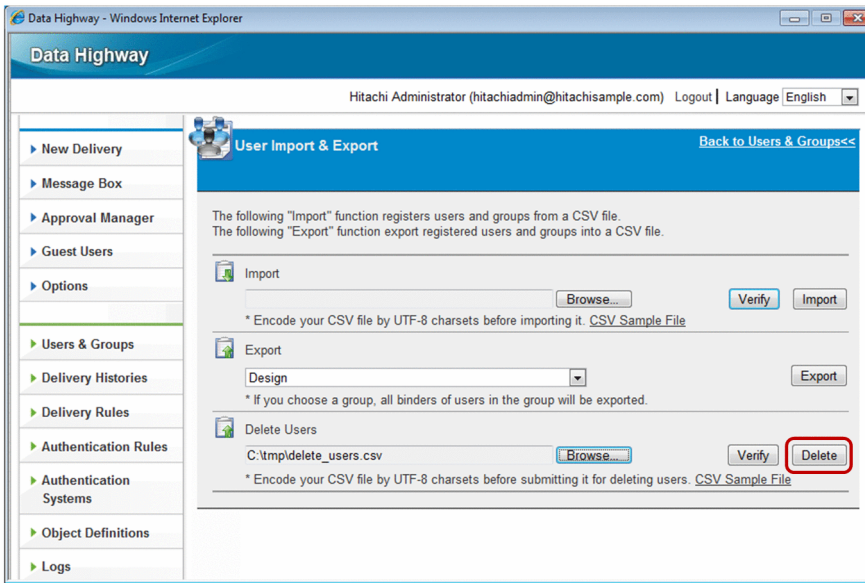 Data Highway - Windows Internet Explorer
Data Highway
Hitachi Administrator (hitachiadmin@hitachisample.com) Logout | Language English
New Delivery
Message Box
Approval Manager
Guest Users
Options
Users & Groups
Delivery Histories
Delivery Rules
Authentication Rules
Authentication
Systems
Object Definitions
Logs
User Import & Export
Back to Users & Groups<<
The following "Import" function registers users and groups from a CSV file.
The following "Export" function export registered users and groups into a CSV file.
Import
Browse... Verify Import
* Encode your CSV file by UTF-8 charsets before importing it. CSV Sample File
Export
Design Export
* If you choose a group, all binders of users in the group will be exported.
Delete Users
C:\tmp\delete_users.csv Browse... Verify Delete
* Encode your CSV file by UTF-8 charsets before submitting it for deleting users. CSV Sample File